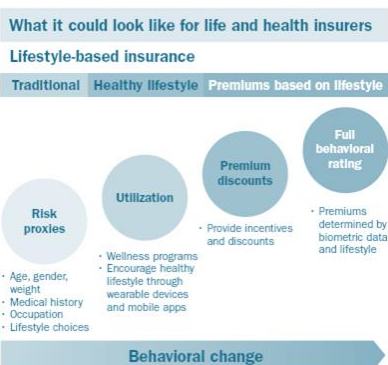 What it could look like for life and health insurers
Lifestyle-based insurance
Traditional
Healthy lifestyle
Premiums based on lifestyle
Risk
proxies
• Age, gender,
weight
• Medical history
• Occupation
• Lifestyle choices
Utilization
• Wellness programs
• Encourage healthy
lifestyle through
wearable devices
and mobile apps
Premium
discounts
• Provide incentives
and discounts
Full
behavioral
rating
• Premiums
determined by
biometric data
and lifestyle
Behavioral change